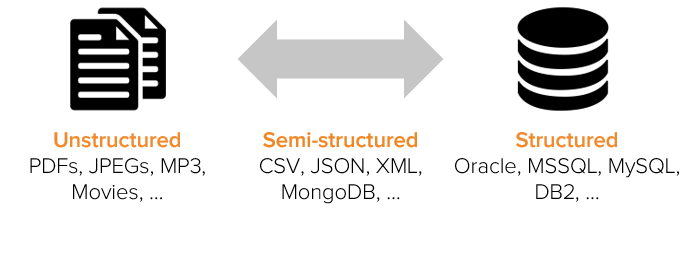 Unstructured
PDFs, JPEGs, MP3,
Movies, ...
Semi-structured
CSV, JSON, XML,
MongoDB, ...
Structured
Oracle, MSSQL, MySQL,
DB2, ...